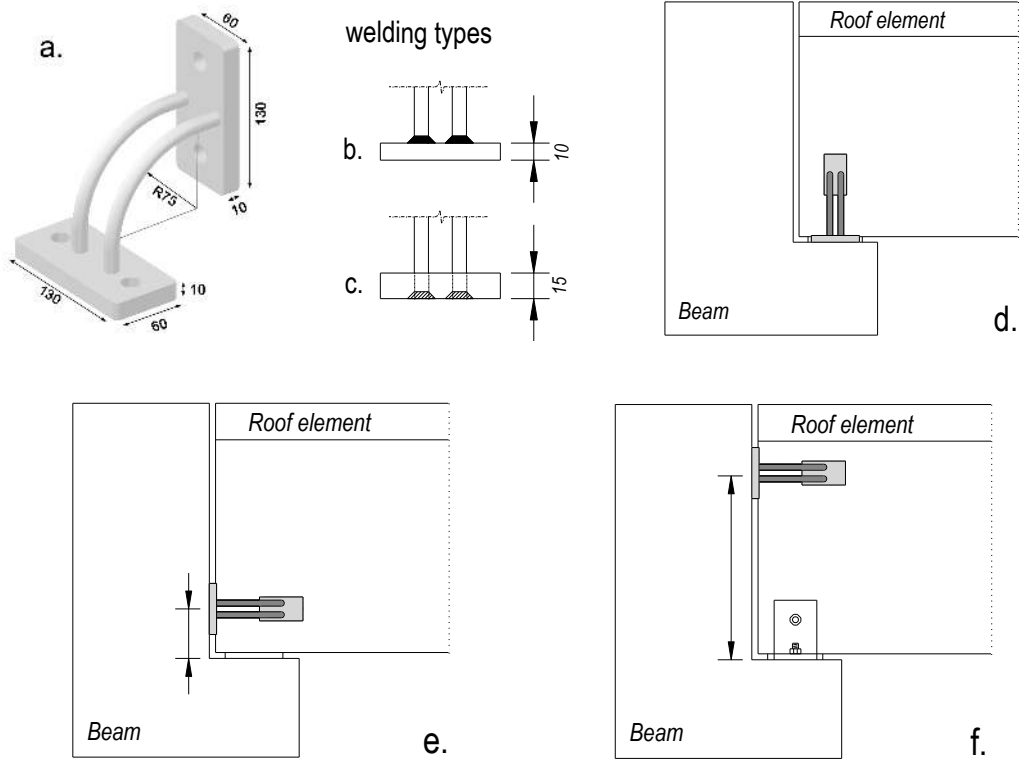 a.
60
130
R75
10
10
130
60
welding types
b.
10
c.
15
Roof element
Beam
d.
Roof element
Beam
e.
Roof element
f.
Beam